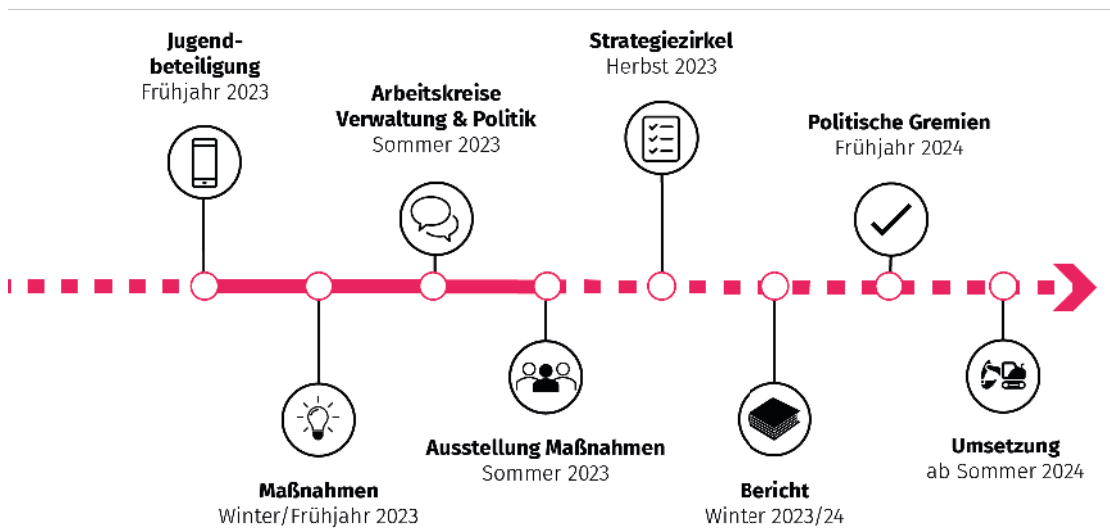 Jugend-
beteiligung
Frühjahr 2023
Maßnahmen
Winter/Frühjahr 2023
Arbeitskreise
Verwaltung & Politik
Sommer 2023
Ausstellung Maßnahmen
Sommer 2023
Strategiezirkel
Herbst 2023
Bericht
Winter 2023/24
Politische Gremien
Frühjahr 2024
Umsetzung
ab Sommer 2024